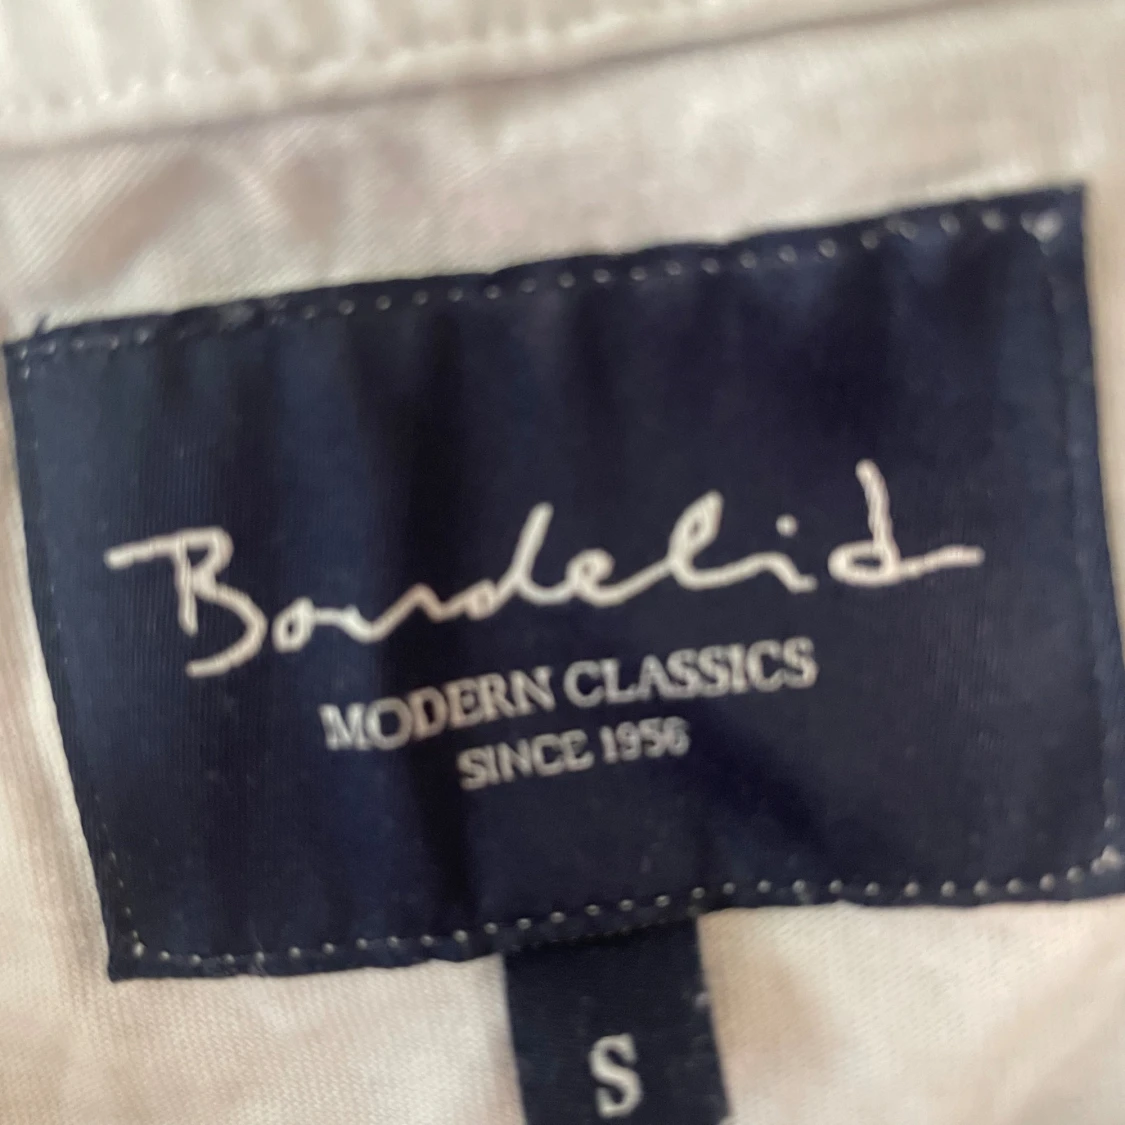 Bondelid
MODERN CLASSICS
SINCE 1956
S